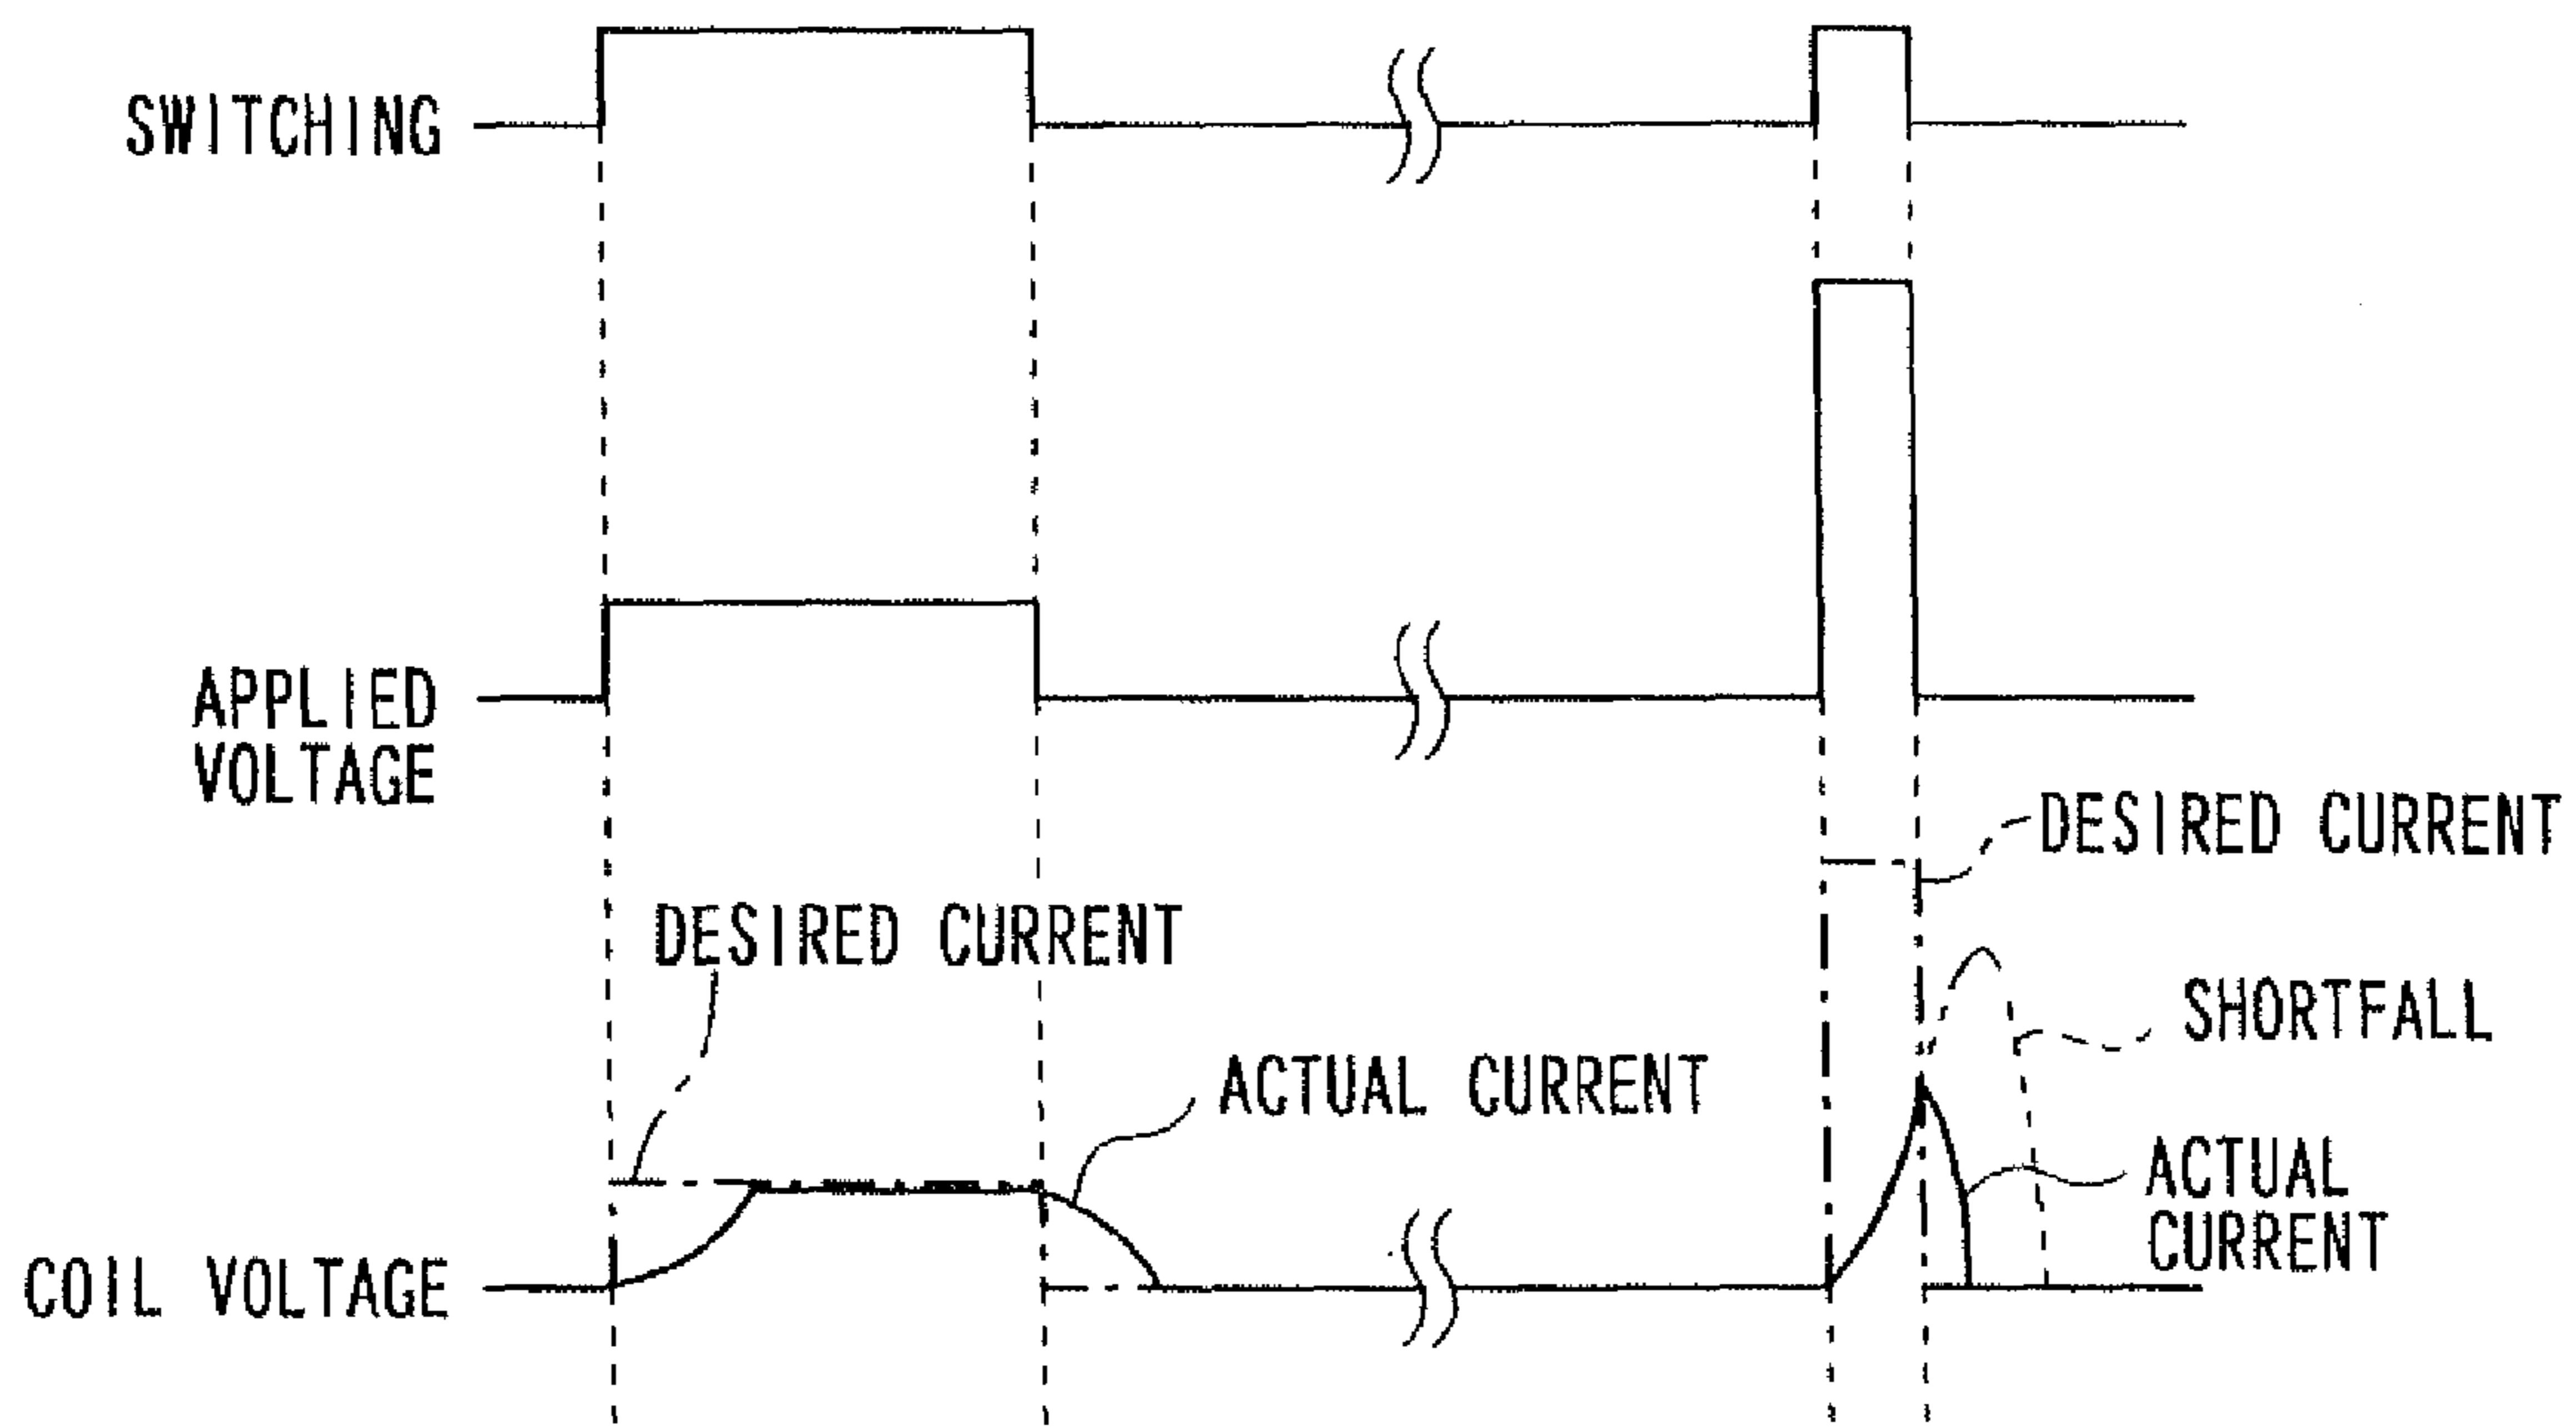 SWITCHING
APPLIED
VOLTAGE
DESIRED CURRENT
DESIRED CURRENT
SHORTFALL
ACTUAL CURRENT
ACTUAL
CURRENT
COIL VOLTAGE